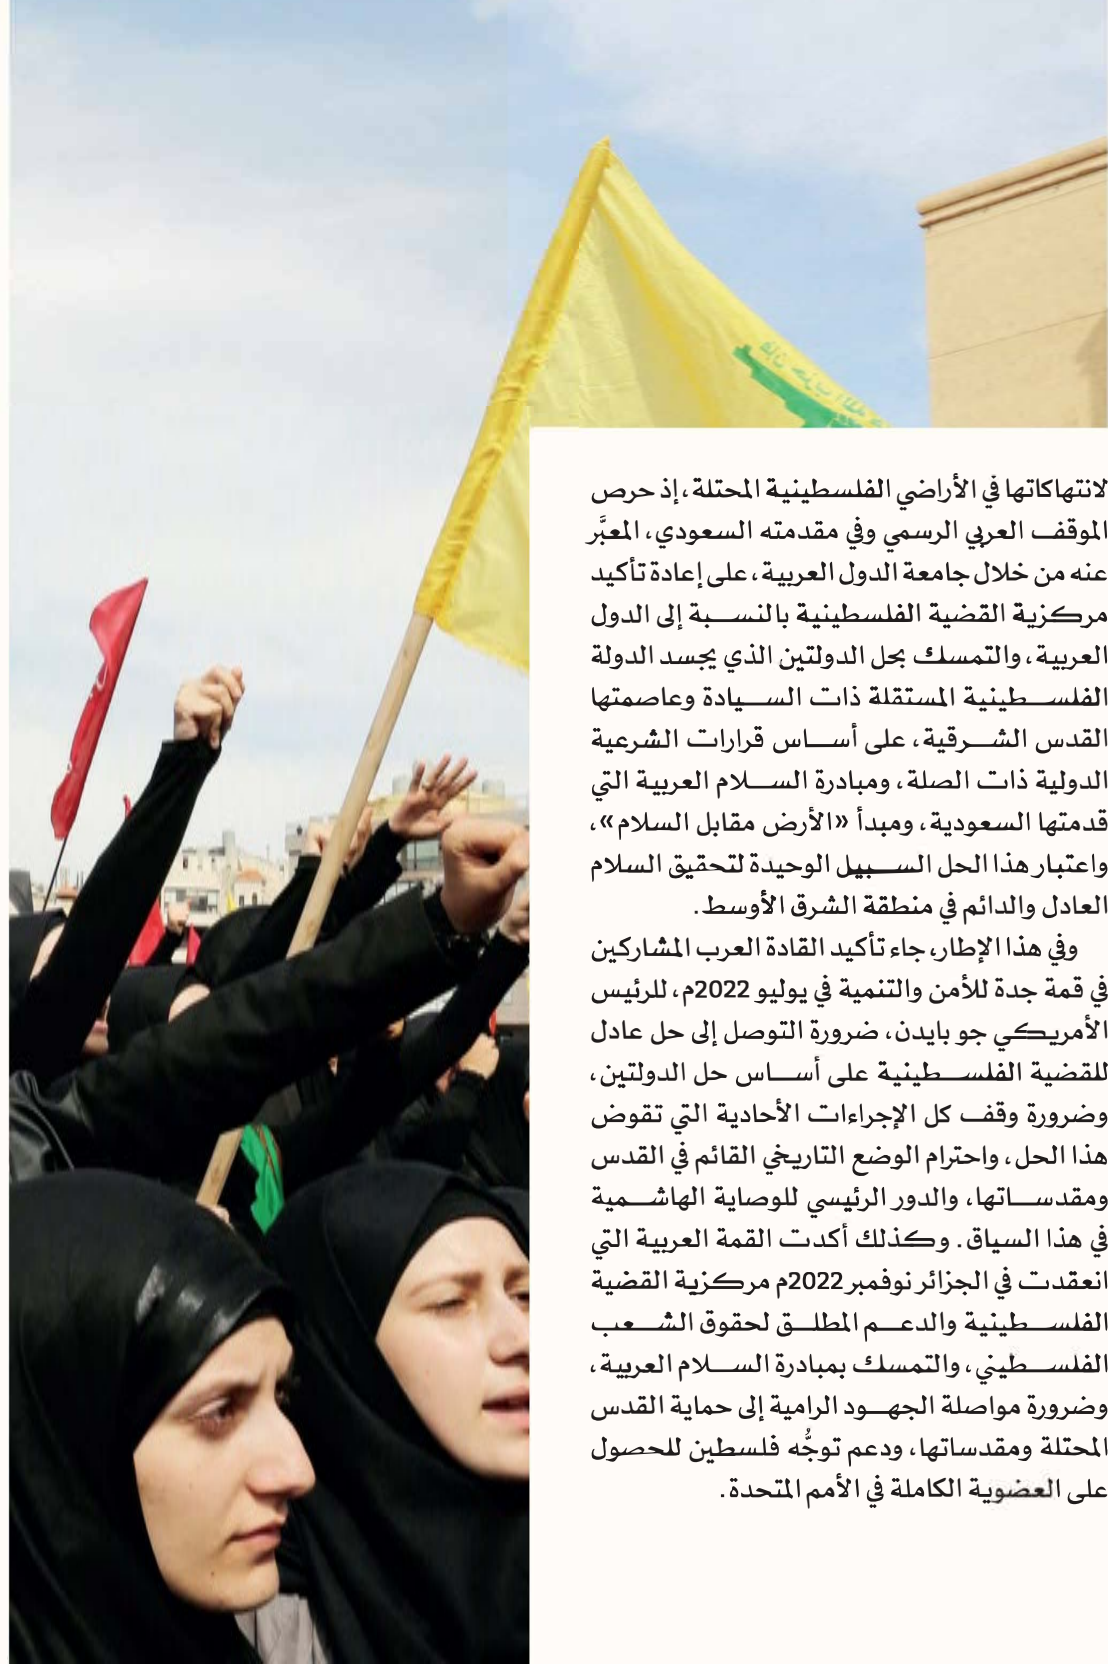 لانتهاكاتها في الأراضي الفلسطينية المحتلة، إذ حرص
الموقف العربي الرسمي وفي مقدمته السعودي، المعبَّر
عنه من خلال جامعة الدول العربية، على إعادة تأكيد
مركزية القضية الفلسطينية بالنسبة إلى الدول
العربية، والتمسك بحل الدولتين الذي يجسد الدولة
الفلسطينية المستقلة ذات السيادة وعاصمتها
القدس الشرقية، على أساس قرارات الشرعية
الدولية ذات الصلة، ومبادرة السلام العربية التي
قدمتها السعودية، ومبدأ «الأرض مقابل السلام»،
واعتبار هذا الحل السبيل الوحيدة لتحقيق السلام
العادل والدائم في منطقة الشرق الأوسط.
وفي هذا الإطار، جاء تأكيد القادة العرب المشاركين
في قمة جدة للأمن والتنمية في يوليو 2022م، للرئيس
الأمريكي جو بايدن، ضرورة التوصل إلى حل عادل
للقضية الفلسطينية على أساس حل الدولتين،
وضرورة وقف كل الإجراءات الأحادية التي تقوض
هذا الحل، واحترام الوضع التاريخي القائم في القدس
ومقدساتها، والدور الرئيسي للوصاية الهاشمية
في هذا السياق. وكذلك أكدت القمة العربية التي
انعقدت في الجزائر نوفمبر 2022م مركزية القضية
الفلسطينية والدعم المطلق لحقوق الشعب
الفلسطيني، والتمسك بمبادرة السلام العربية،
وضرورة مواصلة الجهود الرامية إلى حماية القدس
المحتلة ومقدساتها، ودعم توجُّه فلسطين للحصول
على العضوية الكاملة في الأمم المتحدة.